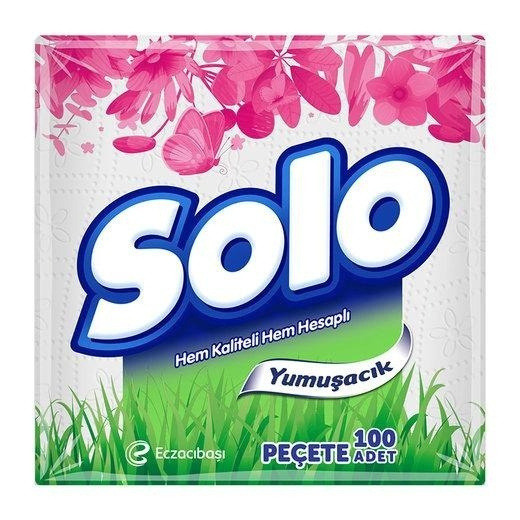 Solo
Hem Kaliteli Hem Hesaplı
Yumuşacık
Eczacıbaşı
PEÇETE 100 ADET